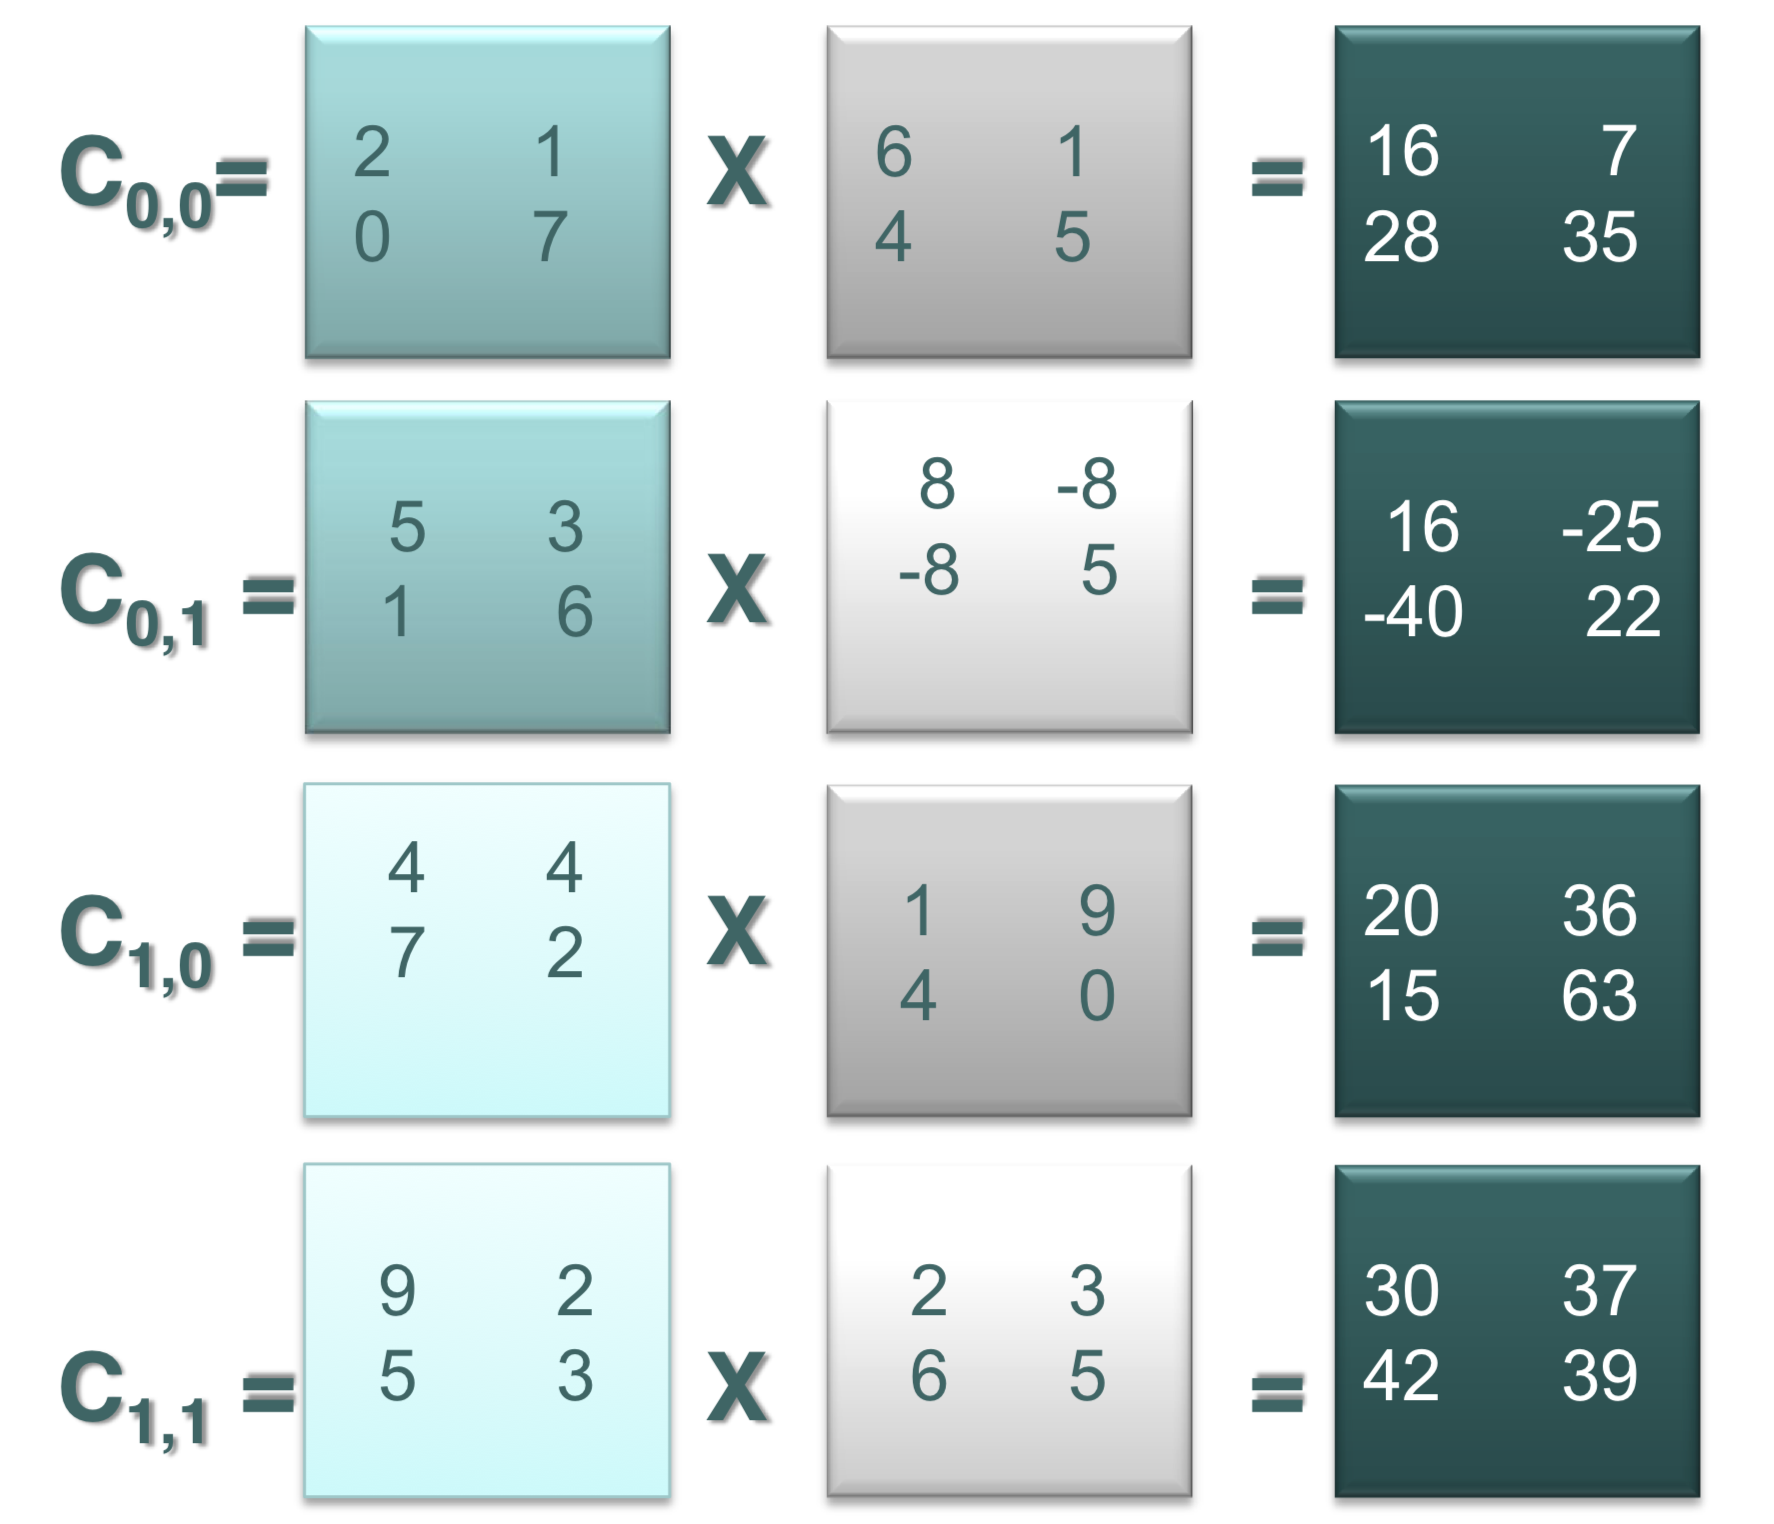 C0,0= 2 1 X 6 1 = 16 7
0 7 4 5 28 35
C0,1 = 5 3 X 8 -8 = 16 -25
1 6 -8 5 -40 22
C1,0 = 4 4 X 1 9 = 20 36
7 2 4 0 15 63
C1,1 = 9 2 X 2 3 = 30 37
5 3 6 5 42 39